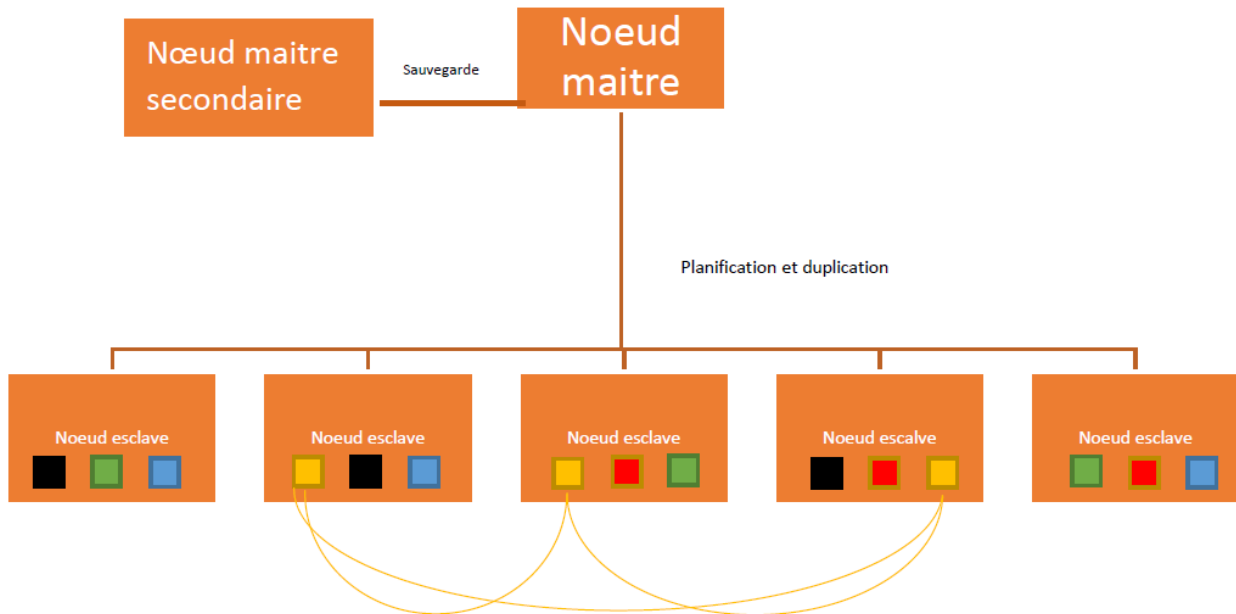 Nœud maitre
secondaire
Sauvegarde
Noeud
maitre
Planification et duplication
Noeud esclave
Noeud esclave
Noeud esclave
Noeud escalve
Noeud esclave